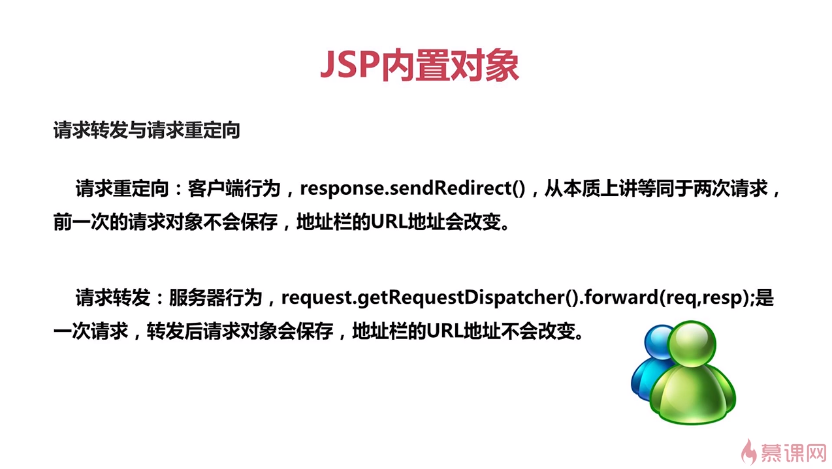 JSP内置对象
请求转发与请求重定向
请求重定向：客户端行为，response.sendRedirect()，从本质上讲等同于两次请求，
前一次的请求对象不会保存，地址栏的URL地址会改变。
请求转发：服务器行为，request.getRequestDispatcher().forward(req,resp);是
一次请求，转发后请求对象会保存，地址栏的URL地址不会改变。
慕课网